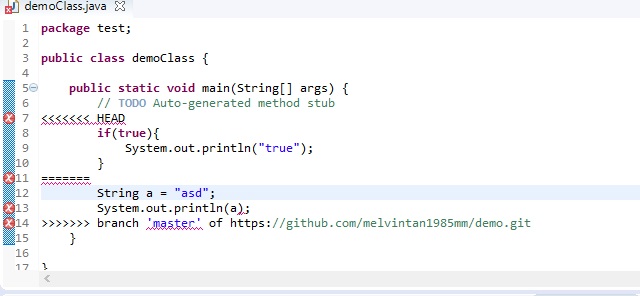 demoClass.java
1 package test;
2
3 public class demoClass {
4
5 public static void main(String[] args) {
6 // TODO Auto-generated method stub
7 <<<<<<< HEAD
8 if(true){
9 System.out.println("true");
10 }
11 =======
12 String a = "asd";
13 System.out.println(a);
14 >>>>>>> branch 'master' of https://github.com/melvintan1985mm/demo.git
15 }
16
17 }